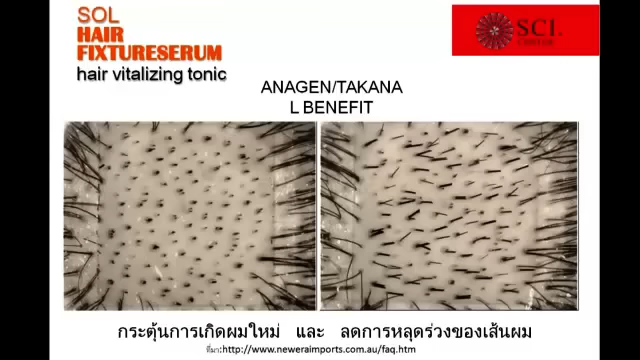 SOL
HAIR
FIXTURESERUM
hair vitalizing tonic
SCI.
ANAGEN/TAKANA
L BENEFIT
กระตุ้นการเกิดผมใหม่ และ ลดการหลุดร่วงของเส้นผม
ที่มา:http://www.neweraimports.com.au/faq.htm